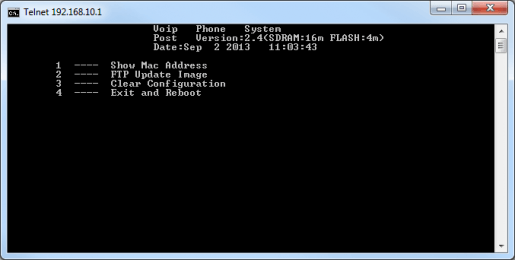 Telnet 192.168.10.1
Voip Phone System
Post Version:2.4(SDRAM:16m FLASH:4m)
Date:Sep 2 2013 11:03:43
1 ---- Show Mac Address
2 ---- FTP Update Image
3 ---- Clear Configuration
4 ---- Exit and Reboot